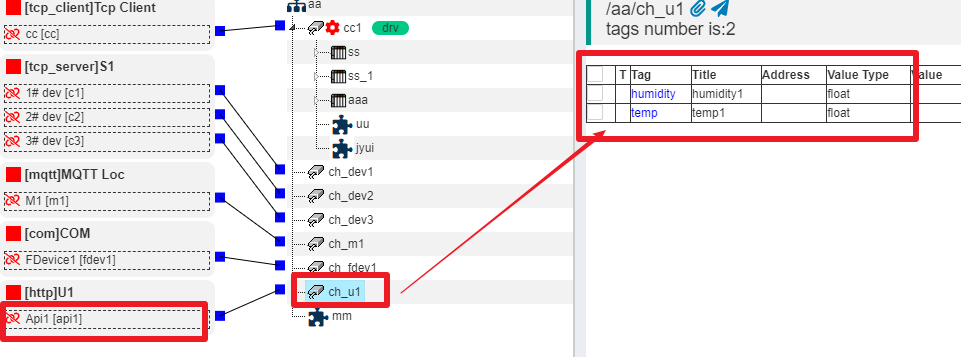 [tcp_client]Tcp Client
cc [cc]
[tcp_server]S1
1# dev [c1]
2# dev [c2]
3# dev [c3]
[mqtt]MQTT Loc
M1 [m1]
[com]COM
FDevice1 [fdev1]
[http]U1
Api1 [api1]
aa
cc1 drv
ss
ss_1
aaa
uu
jyui
ch_dev1
ch_dev2
ch_dev3
ch_m1
ch_fdev1
ch_u1
mm
/aa/ch_u1
tags number is:2
T Tag Title Address Value Type Value
humidity humidity1 float
temp temp1 float